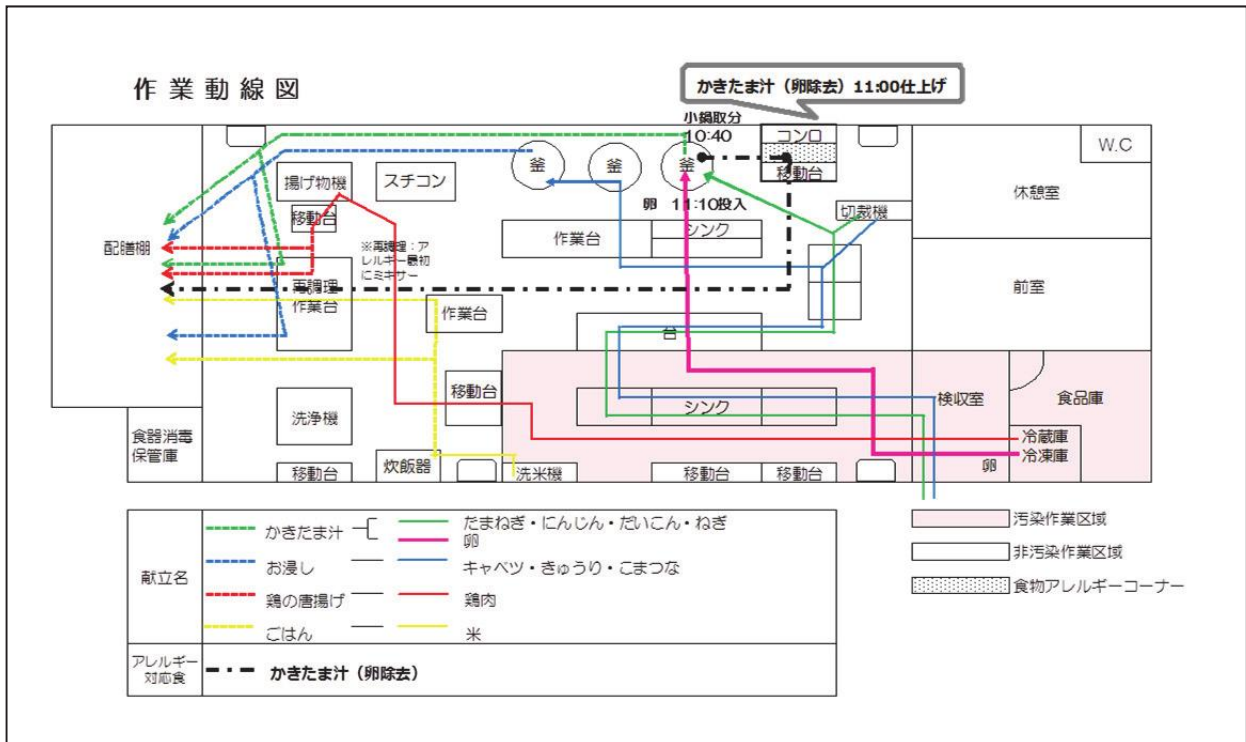 作業動線図
かきたま汁（卵除去）11:00仕上げ
小鍋取分
10:40
コンロ
移動台
W.C
休憩室
揚げ物機
スチコン
釜
釜
釜
移動台
卵 11:10投入
切裁機
配膳棚
作業台
シンク
※再調理：ア
レルギー最初
にミキサー
前室
再調理
作業台
作業台
台
移動台
シンク
検収室
食品庫
洗浄機
食器消毒
保管庫
冷蔵庫
冷凍庫
卵
移動台
炊飯器
洗米機
移動台
移動台
献立名
かきたま汁
たまねぎ・にんじん・だいこん・ねぎ
卵
お浸し
キャベツ・きゅうり・こまつな
鶏の唐揚げ
鶏肉
ごはん
米
アレルギー
対応食
かきたま汁（卵除去）
汚染作業区域
非汚染作業区域
食物アレルギーコーナー